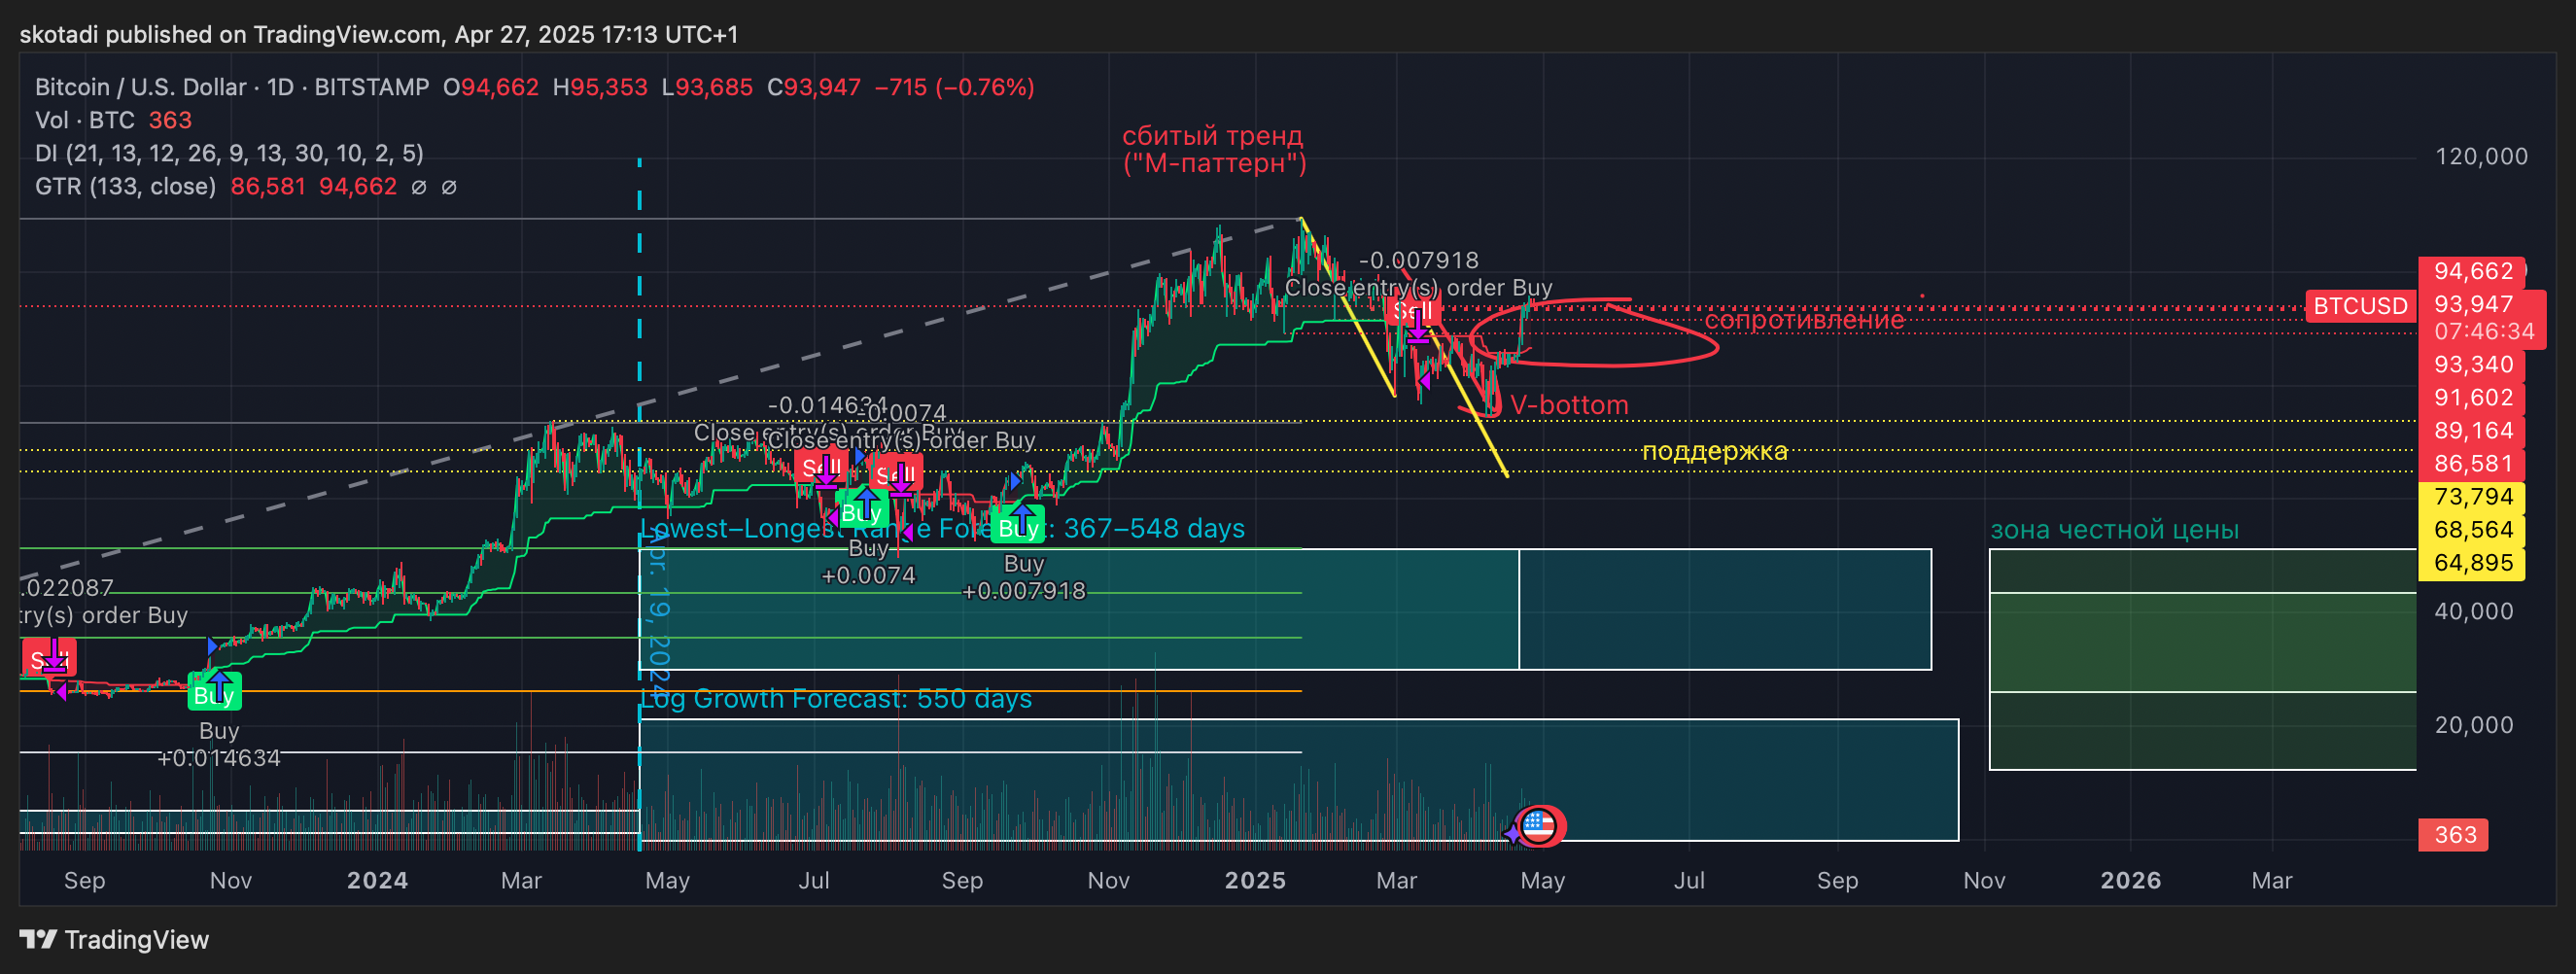 skotadi published on TradingView.com, Apr 27, 2025 17:13 UTC+1
Bitcoin / U.S. Dollar · 1D · BITSTAMP O94,662 H95,353 L93,685 C93,947 −715 (−0.76%)
Vol · BTC 363
DI (21, 13, 12, 26, 9, 13, 30, 10, 2, 5)
GTR (133, close) 86,581 94,662 ∅ ∅
сбитый тренд
("М-паттерн")
120,000
-0.007918
Close entry(s) order Buy
Sell
94,662
BTCUSD
93,947
07:46:34
сопротивление
93,340
91,602
89,164
86,581
73,794
68,564
64,895
V-bottom
поддержка
-0.014634
-0.0074
Close entry(s) order Buy
Close entry(s) order Buy
Sell
Sell
Buy
Buy
Lowest–Longest Range Forecast: 367–548 days
зона честной цены
Buy
+0.0074
Buy
+0.007918
Apr. 19, 2024
.022087
try(s) order Buy
Sell
Buy
Buy
+0.014634
40,000
Log Growth Forecast: 550 days
20,000
363
Sep Nov 2024 Mar May Jul Sep Nov 2025 Mar May Jul Sep Nov 2026 Mar
TradingView